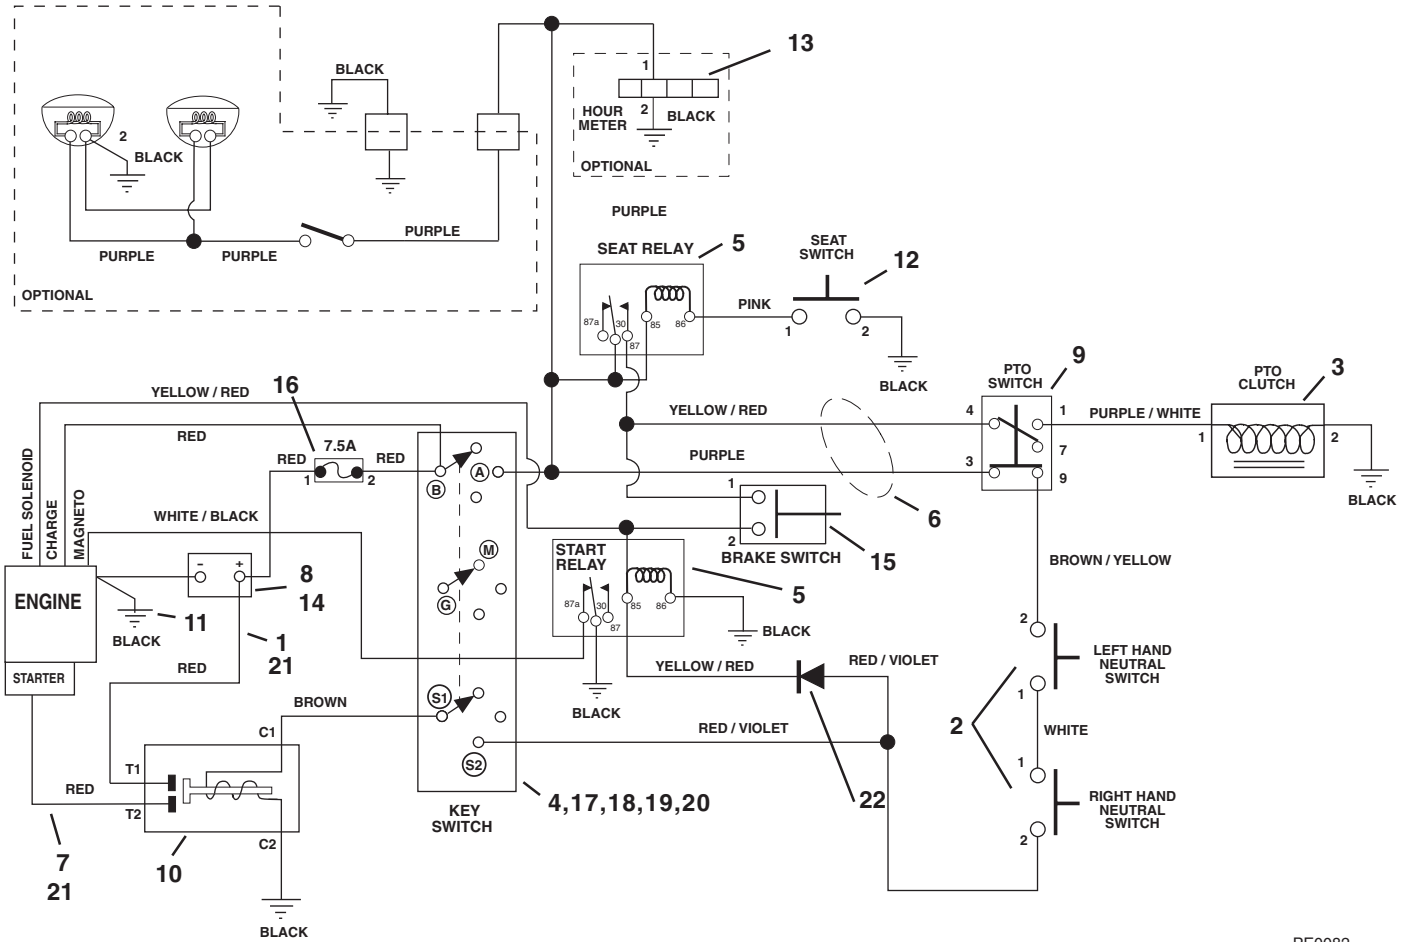 13
BLACK
1
HOUR
METER
2
BLACK
OPTIONAL
2
BLACK
PURPLE
PURPLE
PURPLE
OPTIONAL
PURPLE
SEAT RELAY
5
SEAT
SWITCH
12
87a
30
87
85
86
PINK
1
2
BLACK
9
PTO
SWITCH
PTO
CLUTCH
3
16
YELLOW / RED
RED
7.5A
RED
1
2
RED
YELLOW / RED
4
1
7
PURPLE / WHITE
1
2
BLACK
PURPLE
3
9
B
A
6
1
2
BRAKE SWITCH
15
FUEL SOLENOID
CHARGE
MAGNETO
WHITE / BLACK
- +
8
14
M
G
START
RELAY
5
87a
30
87
85
86
BLACK
BROWN / YELLOW
ENGINE
11
BLACK
1
21
STARTER
RED
2
LEFT HAND
NEUTRAL
SWITCH
1
YELLOW / RED
RED / VIOLET
BLACK
S1
BROWN
C1
RED / VIOLET
2
WHITE
S2
T1
RED
T2
1
RIGHT HAND
NEUTRAL
SWITCH
2
KEY
SWITCH
4,17,18,19,20
22
C2
7
21
10
BLACK